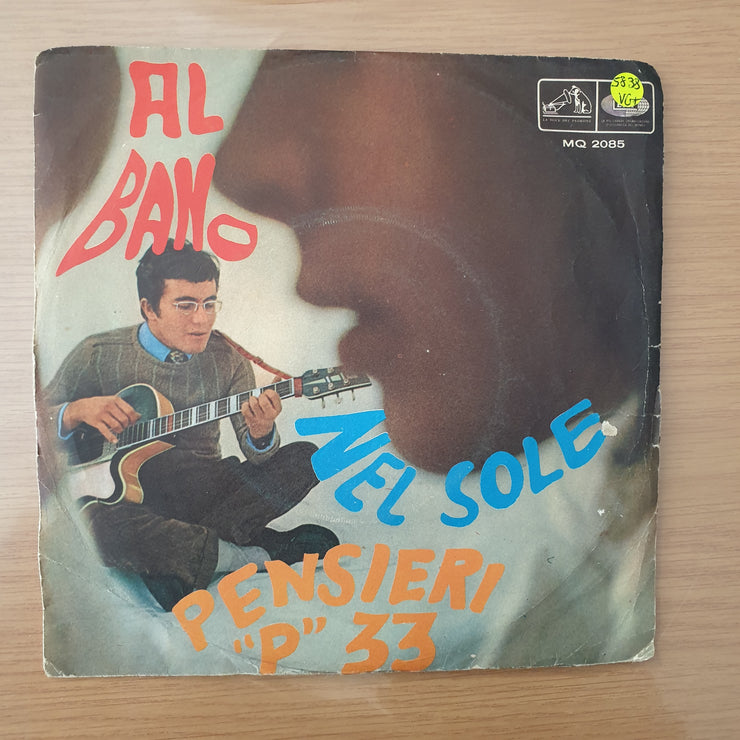 AL
BANO
5833
VG+
LA VOCE DEL PADRONE
MQ 2085
NEL SOLE
PENSIERI
"P" 33